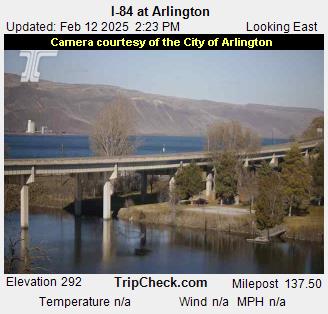 I-84 at Arlington
Updated: Feb 12 2025 2:23 PM Looking East
Camera courtesy of the City of Arlington
Elevation 292 TripCheck.com Milepost 137.50
Temperature n/a Wind n/a MPH n/a